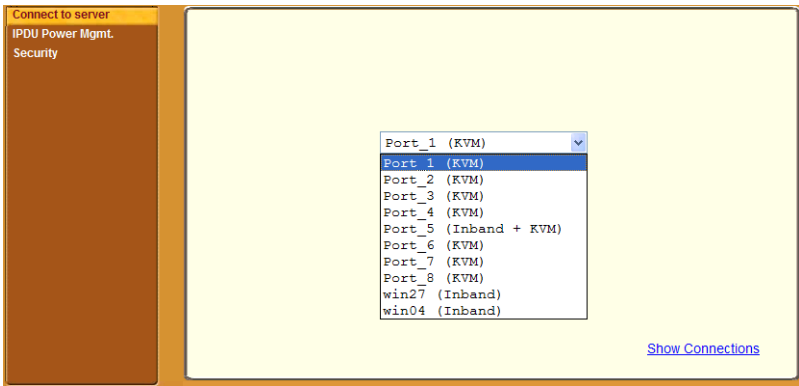 Connect to server
IPDU Power Mgmt.
Security
Port_1 (KVM)
Port_1 (KVM)
Port_2 (KVM)
Port_3 (KVM)
Port_4 (KVM)
Port_5 (Inband + KVM)
Port_6 (KVM)
Port_7 (KVM)
Port_8 (KVM)
win27 (Inband)
win04 (Inband)
Show Connections